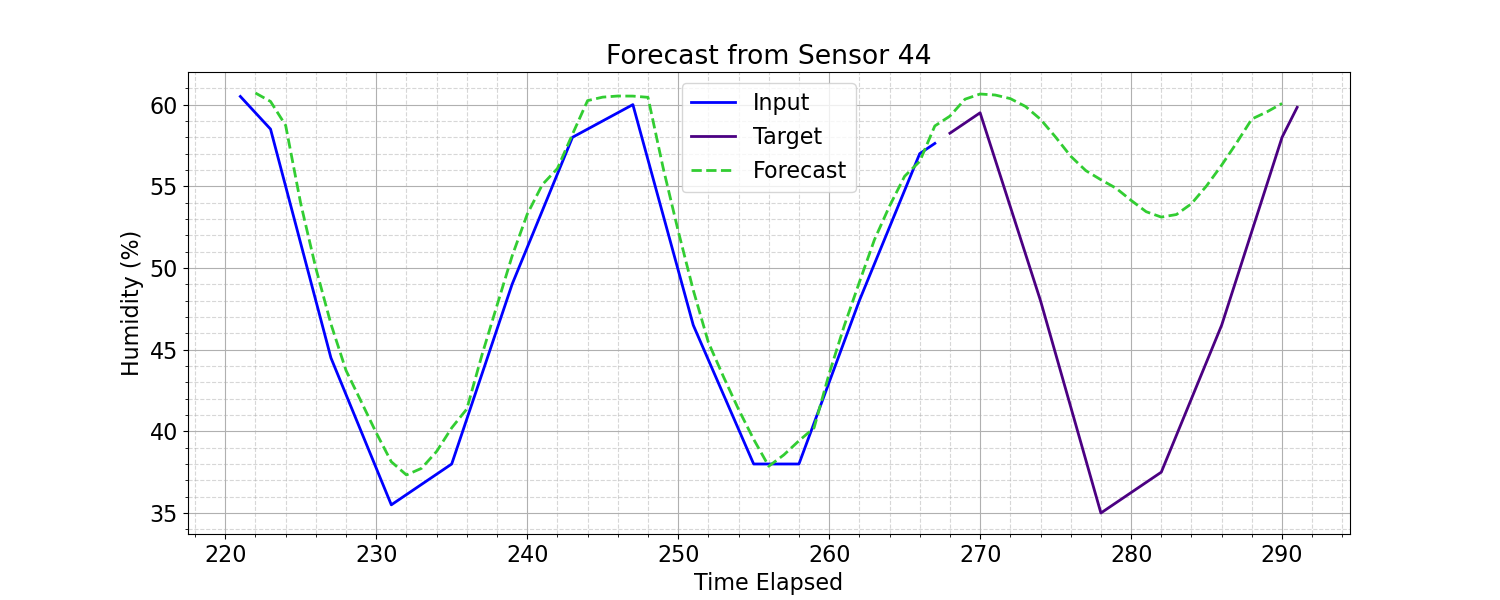 Forecast from Sensor 44
Humidity (%)
60
55
50
45
40
35
Input
Target
Forecast
220 230 240 250 260 270 280 290
Time Elapsed